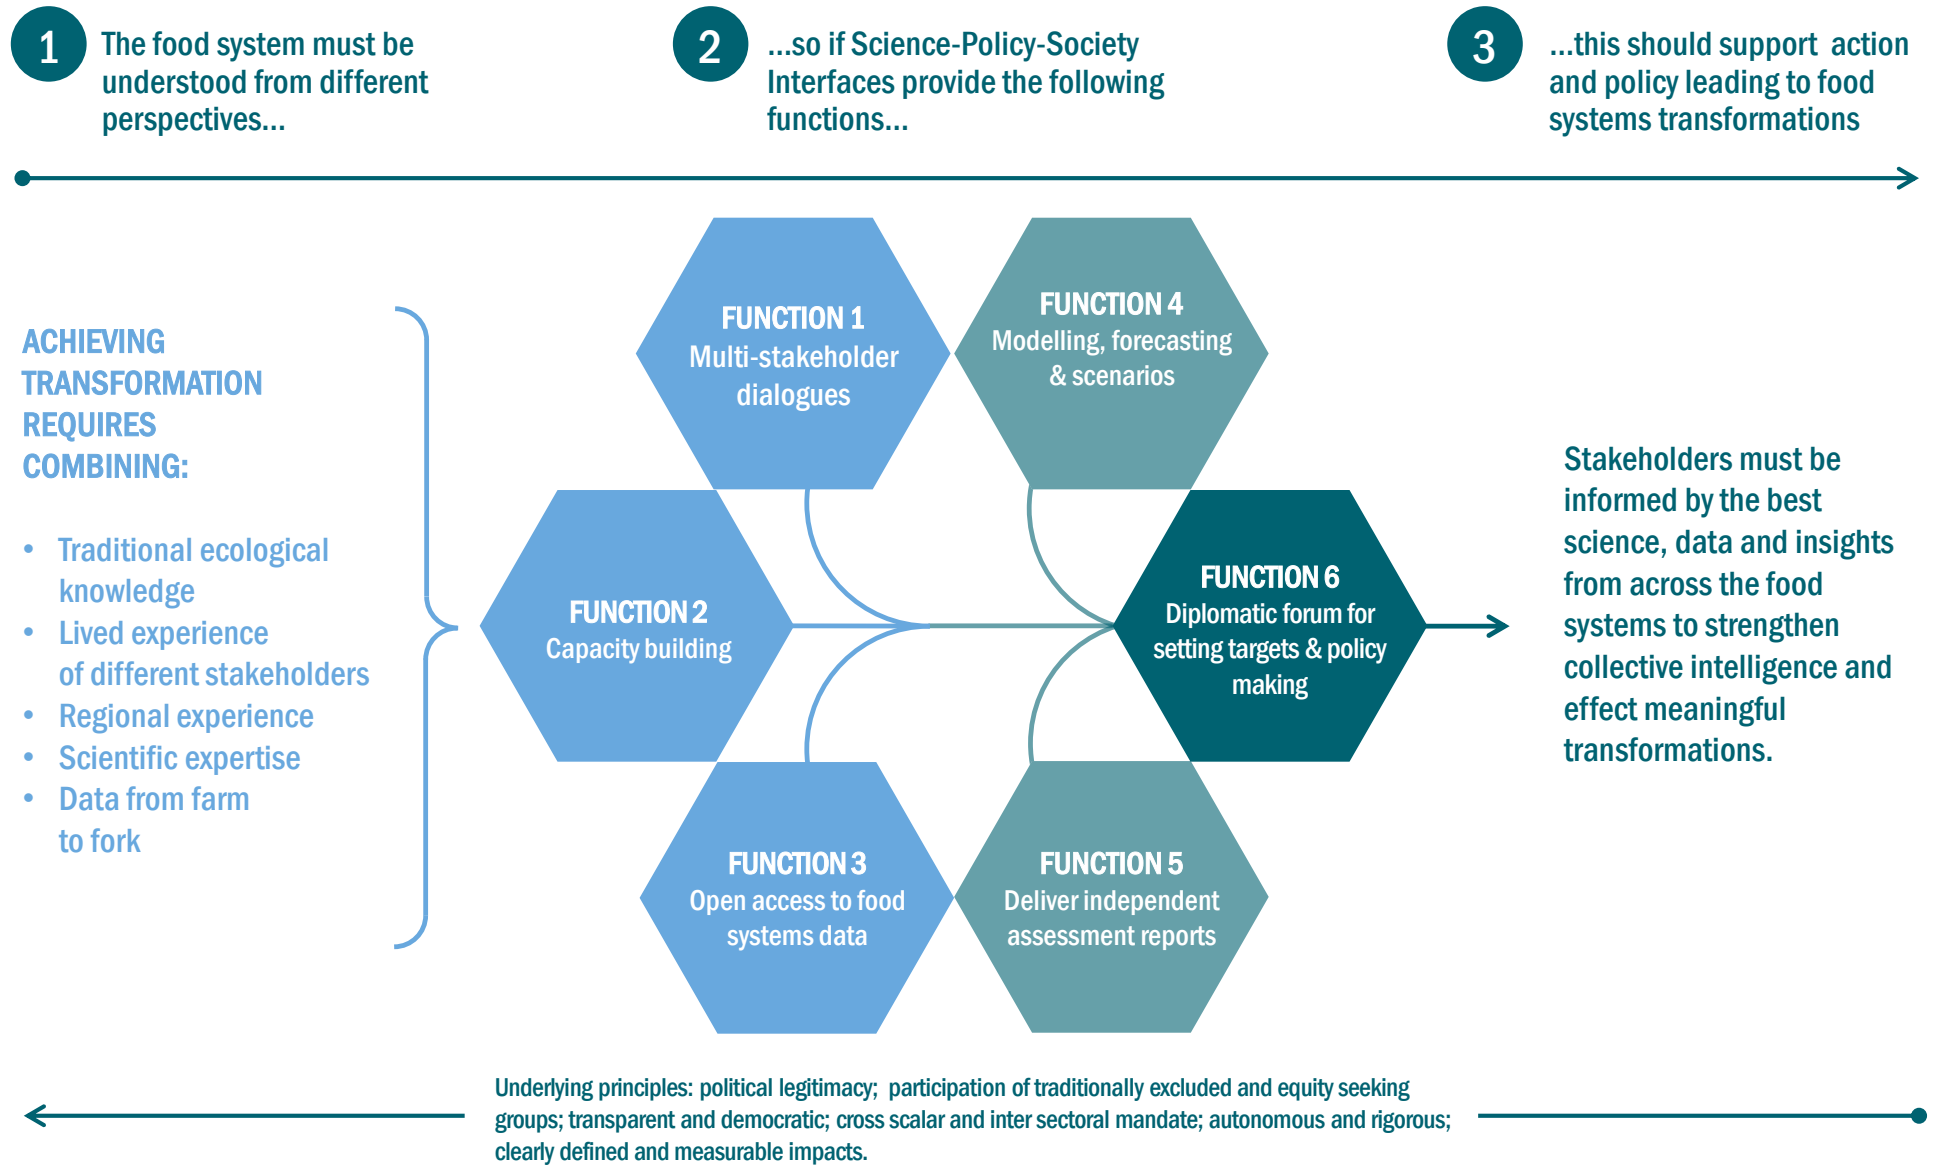 1
The food system must be
understood from different
perspectives...
2
...so if Science-Policy-Society
Interfaces provide the following
functions...
3
...this should support action
and policy leading to food
systems transformations
ACHIEVING
TRANSFORMATION
REQUIRES
COMBINING:
• Traditional ecological
knowledge
• Lived experience
of different stakeholders
• Regional experience
• Scientific expertise
• Data from farm
to fork
FUNCTION 1
Multi-stakeholder
dialogues
FUNCTION 2
Capacity building
FUNCTION 3
Open access to food
systems data
FUNCTION 4
Modelling, forecasting
& scenarios
FUNCTION 5
Deliver independent
assessment reports
FUNCTION 6
Diplomatic forum for
setting targets & policy
making
Stakeholders must be
informed by the best
science, data and insights
from across the food
systems to strengthen
collective intelligence and
effect meaningful
transformations.
Underlying principles: political legitimacy; participation of traditionally excluded and equity seeking
groups; transparent and democratic; cross scalar and inter sectoral mandate; autonomous and rigorous;
clearly defined and measurable impacts.